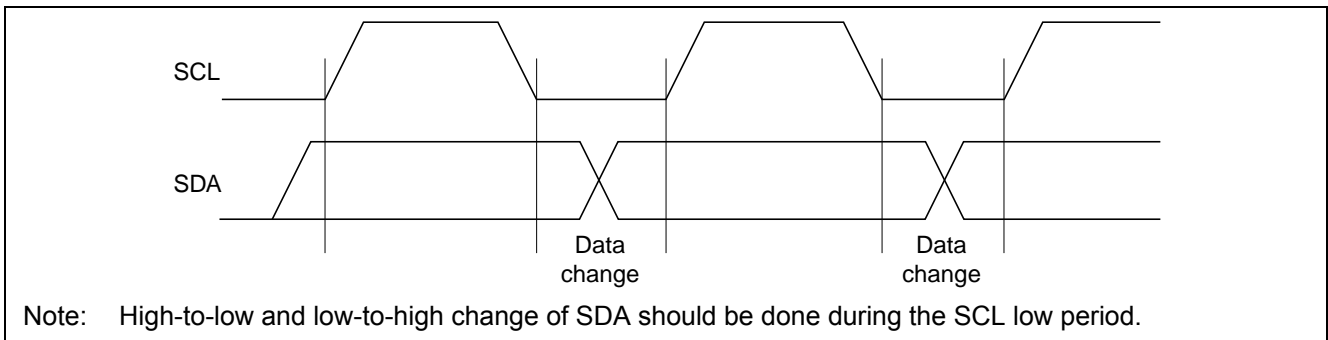 SCL
SDA
Data
change
Data
change
Note: High-to-low and low-to-high change of SDA should be done during the SCL low period.